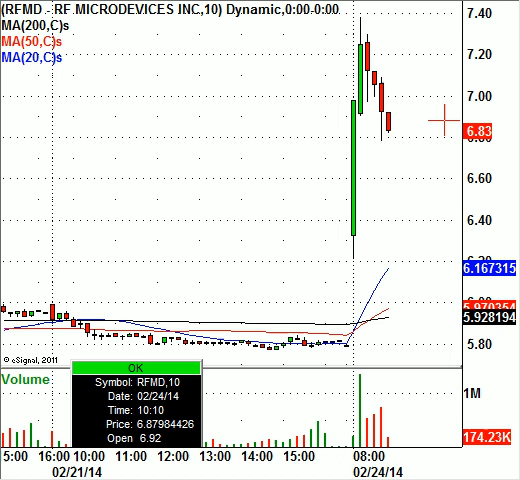 (RFMD - RF MICRODEVICES INC,10) Dynamic,0:00-0:00
MA(200,C)s
MA(50,C)s
MA(20,C)s
7.40
7.20
7.00
6.83
6.60
6.40
6.20
6.167315
5.970354
5.928194
5.80
© eSignal, 2011
Volume
OK
Symbol: RFMD,10
Date: 02/24/14
Time: 10:10
Price: 6.87984426
Open 6.92
1M
174.23K
5:00 16:00 10:00 11:00 12:00 13:00 14:00 15:00 08:00
02/21/14 02/24/14